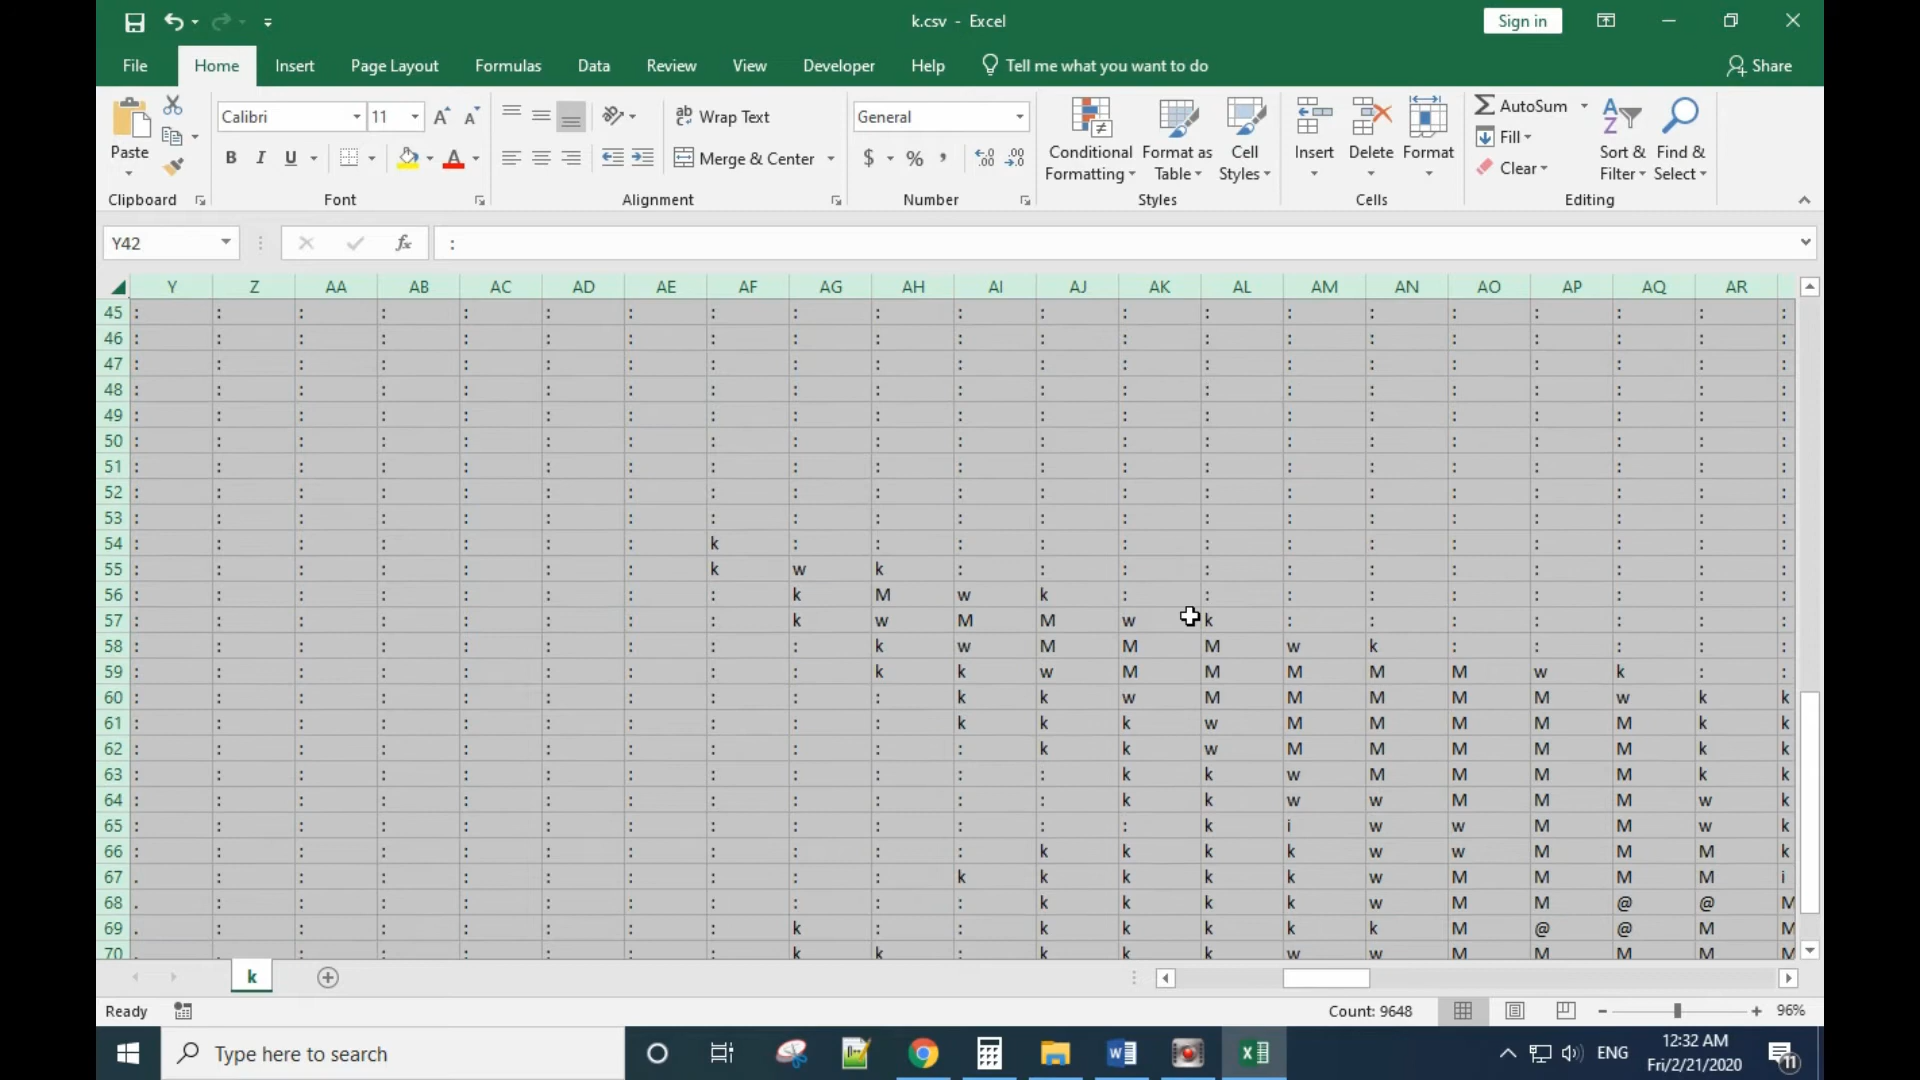 k.csv - Excel
Sign in
File Home Insert Page Layout Formulas Data Review View Developer Help Tell me what you want to do Share
Paste
Calibri 11
B I U
Wrap Text
Merge & Center
General
$ % ,
Conditional Formatting
Format as Table
Cell Styles
Insert Delete Format
AutoSum
Fill
Clear
Sort & Filter
Find & Select
Clipboard Font Alignment Number Styles Cells Editing
Y42 fx :
Y Z AA AB AC AD AE AF AG AH AI AJ AK AL AM AN AO AP AQ AR
45 : : : : : : : : : : : : : : : : : : : : :
46 : : : : : : : : : : : : : : : : : : : : :
47 : : : : : : : : : : : : : : : : : : : : :
48 : : : : : : : : : : : : : : : : : : : : :
49 : : : : : : : : : : : : : : : : : : : : :
50 : : : : : : : : : : : : : : : : : : : : :
51 : : : : : : : : : : : : : : : : : : : : :
52 : : : : : : : : : : : : : : : : : : : : :
53 : : : : : : : : : : : : : : : : : : : : :
54 : : : : : : : k : : : : : : : : : : : : :
55 : : : : : : : k w k : : : : : : : : : : :
56 : : : : : : : : k M w k : : : : : : : : :
57 : : : : : : : : k w M M w k : : : : : : :
58 : : : : : : : : : k w M M M w k : : : : :
59 : : : : : : : : : k k w M M M M M w k : :
60 : : : : : : : : : : k k w M M M M M w k k
61 : : : : : : : : : : k k k w M M M M M k k
62 : : : : : : : : : : : k k w M M M M M k k
63 : : : : : : : : : : : : k k w M M M M k k
64 : : : : : : : : : : : : k k w w M M M w k
65 : : : : : : : : : : : : : k i w w M M w k
66 : : : : : : : : : : : k k k k w w M M M k
67 . : : : : : : : : : k k k k k w M M M M i
68 . : : : : : : : : : : k k k k w M M @ @ M
69 . : : : : : : : k : : k k k k k M @ @ M M
70 . . : : : : : : k k : k k k w w M M M M M
k
Ready Count: 9648 96%
Type here to search
ENG
12:32 AM
Fri/2/21/2020
11